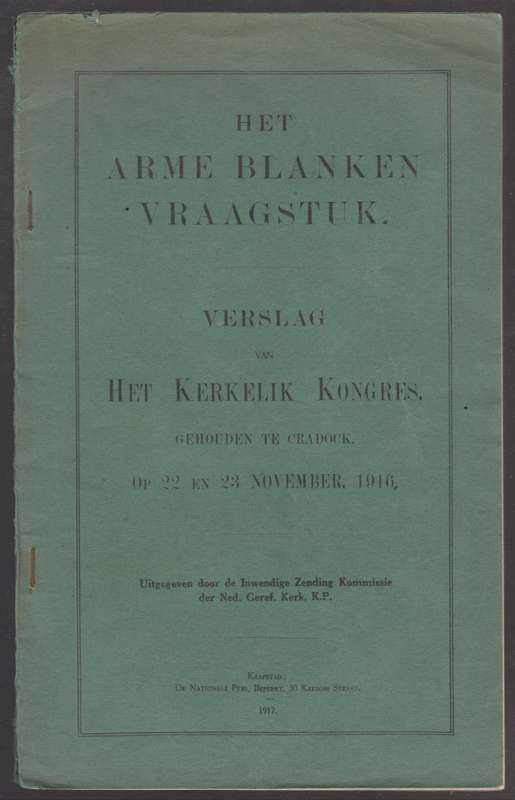 HET
ARME BLANKEN
VRAAGSTUK.
VERSLAG
VAN
HET KERKELIK KONGRES,
GEHOUDEN TE CRADOCK,
OP 22 EN 23 NOVEMBER, 1916.
Uitgegeven door de Inwendige Zending Kommissie
der Ned. Geref. Kerk, K.P.
KAAPSTAD:
DE NATIONALE PERS, BEPERKT, 30 KEEROM STRAAT.
1917.